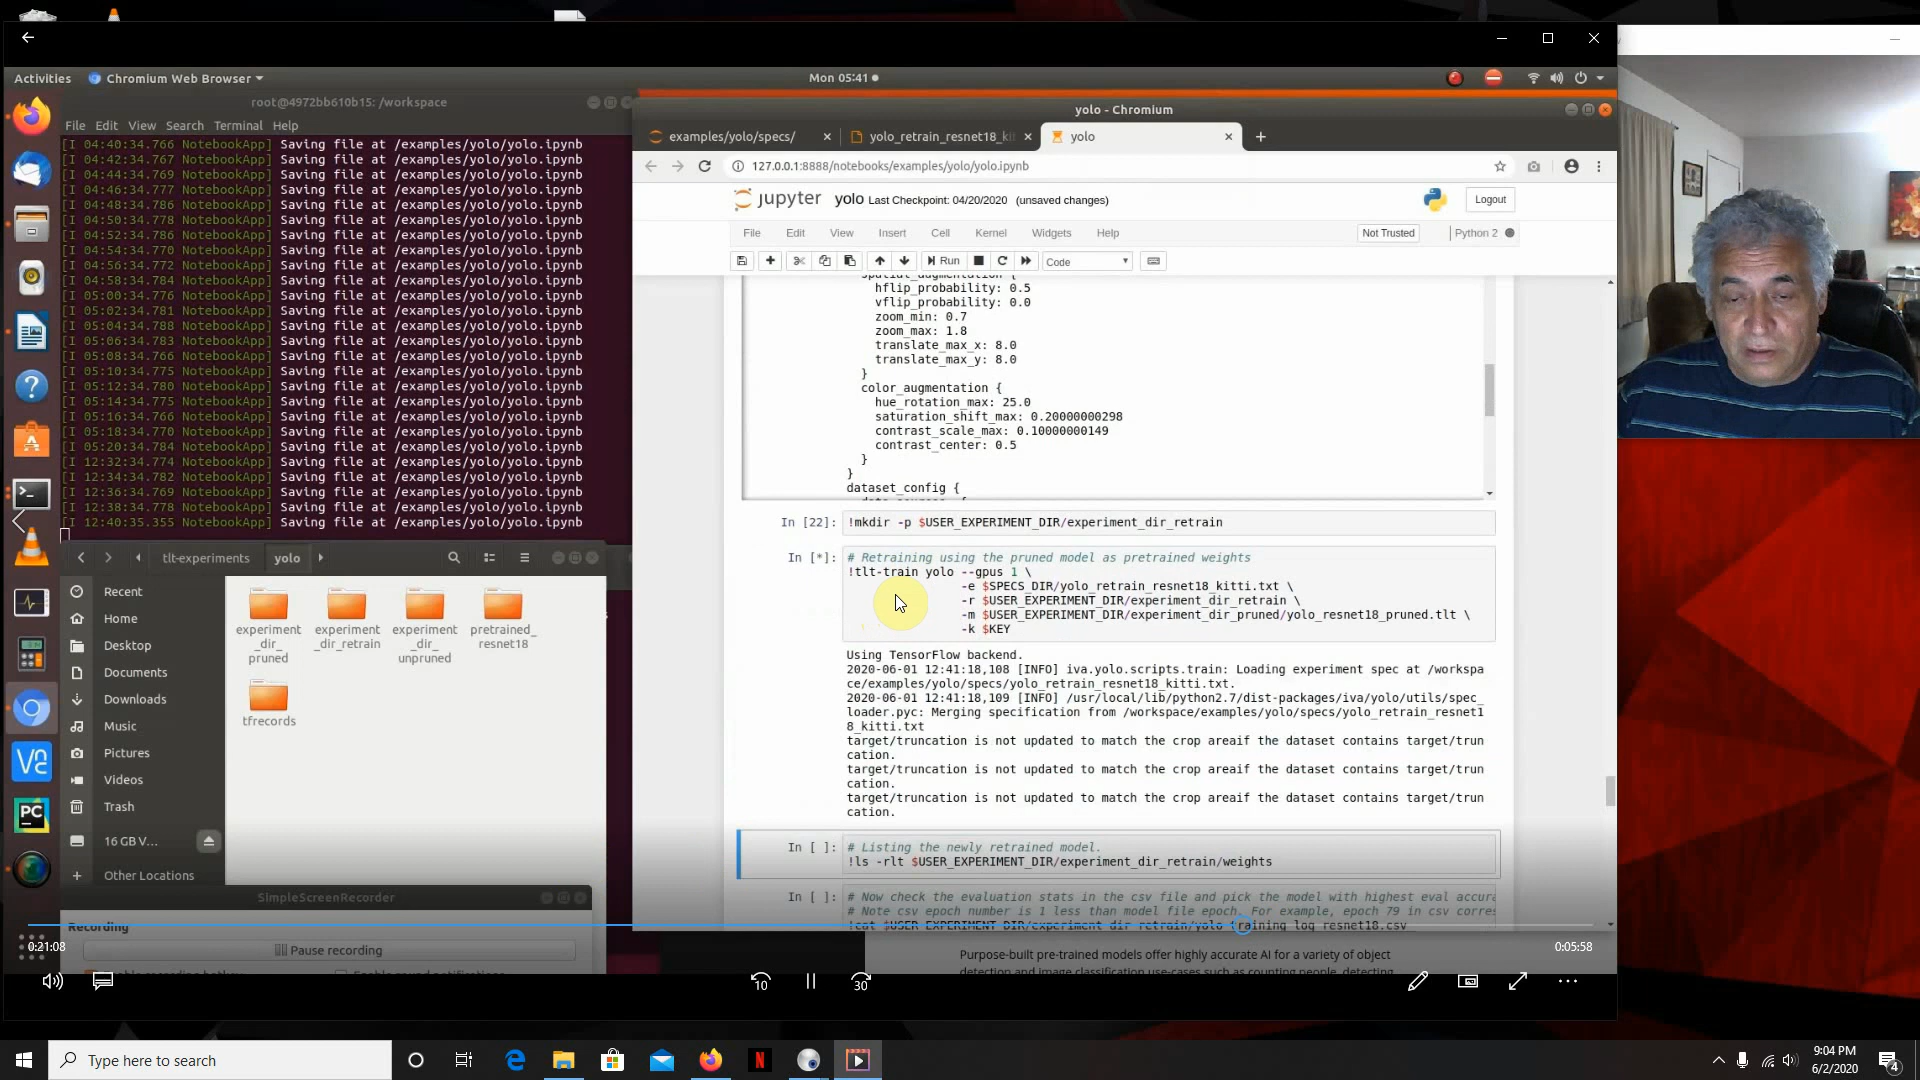 Activities
Chromium Web Browser
Mon 05:41
root@4972bb610b15: /workspace
File Edit View Search Terminal Help
[I 04:40:34.766 NotebookApp] Saving file at /examples/yolo/yolo.ipynb
[I 04:42:34.767 NotebookApp] Saving file at /examples/yolo/yolo.ipynb
[I 04:44:34.769 NotebookApp] Saving file at /examples/yolo/yolo.ipynb
[I 04:46:34.777 NotebookApp] Saving file at /examples/yolo/yolo.ipynb
[I 04:48:34.786 NotebookApp] Saving file at /examples/yolo/yolo.ipynb
[I 04:50:34.778 NotebookApp] Saving file at /examples/yolo/yolo.ipynb
[I 04:52:34.786 NotebookApp] Saving file at /examples/yolo/yolo.ipynb
[I 04:54:34.770 NotebookApp] Saving file at /examples/yolo/yolo.ipynb
[I 04:56:34.772 NotebookApp] Saving file at /examples/yolo/yolo.ipynb
[I 04:58:34.784 NotebookApp] Saving file at /examples/yolo/yolo.ipynb
[I 05:00:34.776 NotebookApp] Saving file at /examples/yolo/yolo.ipynb
[I 05:02:34.781 NotebookApp] Saving file at /examples/yolo/yolo.ipynb
[I 05:04:34.788 NotebookApp] Saving file at /examples/yolo/yolo.ipynb
[I 05:06:34.783 NotebookApp] Saving file at /examples/yolo/yolo.ipynb
[I 05:08:34.766 NotebookApp] Saving file at /examples/yolo/yolo.ipynb
[I 05:10:34.775 NotebookApp] Saving file at /examples/yolo/yolo.ipynb
[I 05:12:34.780 NotebookApp] Saving file at /examples/yolo/yolo.ipynb
[I 05:14:34.775 NotebookApp] Saving file at /examples/yolo/yolo.ipynb
[I 05:16:34.766 NotebookApp] Saving file at /examples/yolo/yolo.ipynb
[I 05:18:34.770 NotebookApp] Saving file at /examples/yolo/yolo.ipynb
[I 05:20:34.784 NotebookApp] Saving file at /examples/yolo/yolo.ipynb
[I 12:32:34.774 NotebookApp] Saving file at /examples/yolo/yolo.ipynb
[I 12:34:34.782 NotebookApp] Saving file at /examples/yolo/yolo.ipynb
[I 12:36:34.769 NotebookApp] Saving file at /examples/yolo/yolo.ipynb
[I 12:38:34.778 NotebookApp] Saving file at /examples/yolo/yolo.ipynb
[I 12:40:35.355 NotebookApp] Saving file at /examples/yolo/yolo.ipynb
tlt-experiments yolo
Recent
Home
Desktop
Documents
Downloads
Music
Pictures
Videos
Trash
16 GB V...
Other Locations
experiment
_dir_
pruned
experiment
_dir_retrain
experiment
_dir_
unpruned
pretrained_
resnet18
tfrecords
SimpleScreenRecorder
Recording
Pause recording
yolo - Chromium
examples/yolo/specs/
yolo_retrain_resnet18_kit
yolo
127.0.0.1:8888/notebooks/examples/yolo/yolo.ipynb
jupyter yolo Last Checkpoint: 04/20/2020 (unsaved changes)
Logout
File Edit View Insert Cell Kernel Widgets Help
Not Trusted
Python 2
Run
Code
spatial_augmentation {
hflip_probability: 0.5
vflip_probability: 0.0
zoom_min: 0.7
zoom_max: 1.8
translate_max_x: 8.0
translate_max_y: 8.0
}
color_augmentation {
hue_rotation_max: 25.0
saturation_shift_max: 0.20000000298
contrast_scale_max: 0.10000000149
contrast_center: 0.5
}
}
dataset_config {
In [22]: !mkdir -p $USER_EXPERIMENT_DIR/experiment_dir_retrain
In [*]: # Retraining using the pruned model as pretrained weights
!tlt-train yolo --gpus 1 \
-e $SPECS_DIR/yolo_retrain_resnet18_kitti.txt \
-r $USER_EXPERIMENT_DIR/experiment_dir_retrain \
-m $USER_EXPERIMENT_DIR/experiment_dir_pruned/yolo_resnet18_pruned.tlt \
-k $KEY
Using TensorFlow backend.
2020-06-01 12:41:18,108 [INFO] iva.yolo.scripts.train: Loading experiment spec at /workspa
ce/examples/yolo/specs/yolo_retrain_resnet18_kitti.txt.
2020-06-01 12:41:18,109 [INFO] /usr/local/lib/python2.7/dist-packages/iva/yolo/utils/spec_
loader.pyc: Merging specification from /workspace/examples/yolo/specs/yolo_retrain_resnet1
8_kitti.txt
target/truncation is not updated to match the crop areaif the dataset contains target/trun
cation.
target/truncation is not updated to match the crop areaif the dataset contains target/trun
cation.
target/truncation is not updated to match the crop areaif the dataset contains target/trun
cation.
In [ ]: # Listing the newly retrained model.
!ls -rlt $USER_EXPERIMENT_DIR/experiment_dir_retrain/weights
In [ ]: # Now check the evaluation stats in the csv file and pick the model with highest eval accura
# Note csv epoch number is 1 less than model file epoch. For example, epoch 79 in csv corres
!cat $USER_EXPERIMENT_DIR/experiment_dir_retrain/yolo_training_log_resnet18.csv
0:21:08
0:05:58
Purpose-built pre-trained models offer highly accurate AI for a variety of object
detection and image classification use-cases such as counting people, detecting
10
30
Type here to search
9:04 PM
6/2/2020
4